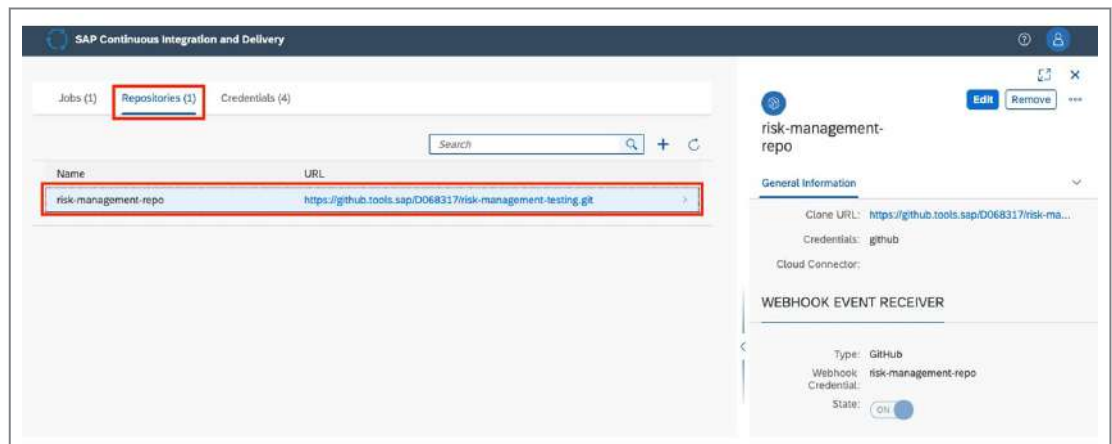 SAP Continuous Integration and Delivery
Jobs (1) Repositories (1) Credentials (4)
Search
Name URL
risk-management-repo https://github.tools.sap/D068317/risk-management-testing.git
Edit Remove
risk-management-
repo
General Information
Clone URL: https://github.tools.sap/D068317/risk-ma...
Credentials: github
Cloud Connector:
WEBHOOK EVENT RECEIVER
Type: GitHub
Webhook risk-management-repo
Credential:
State: ON